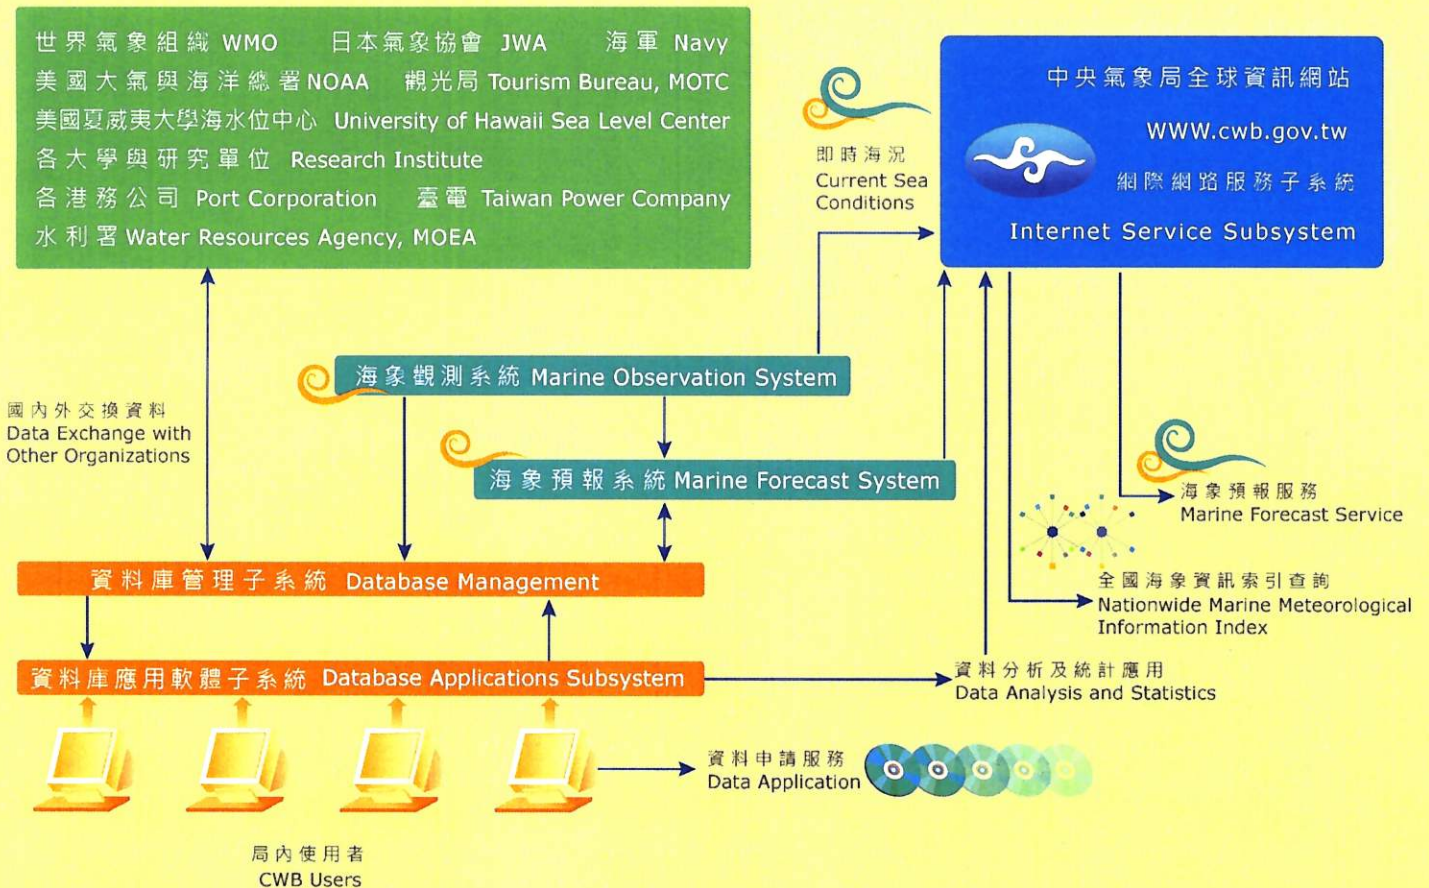 世界氣象組織 WMO 日本氣象協會 JWA 海軍 Navy
美國大氣與海洋總署 NOAA 觀光局 Tourism Bureau, MOTC
美國夏威夷大學海水位中心 University of Hawaii Sea Level Center
各大學與研究單位 Research Institute
各港務公司 Port Corporation 臺電 Taiwan Power Company
水利署 Water Resources Agency, MOEA
即時海況
Current Sea
Conditions
中央氣象局全球資訊網站
WWW.cwb.gov.tw
網際網路服務子系統
Internet Service Subsystem
海象觀測系統 Marine Observation System
國內外交換資料
Data Exchange with
Other Organizations
海象預報系統 Marine Forecast System
海象預報服務
Marine Forecast Service
資料庫管理子系統 Database Management
全國海象資訊索引查詢
Nationwide Marine Meteorological
Information Index
資料庫應用軟體子系統 Database Applications Subsystem
資料分析及統計應用
Data Analysis and Statistics
資料申請服務
Data Application
局內使用者
CWB Users